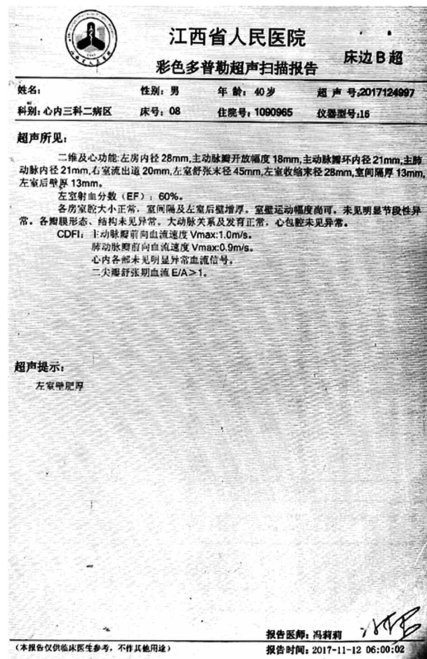 江西省人民医院
床边B超
彩色多普勒超声扫描报告
姓名: 性别: 男 年 龄: 40岁 超 声 号:2017124997
科别:心内三科二病区 床号: 08 住院号: 1090965 仪器型号:16
超声所见:
二维及心功能:左房内径28mm,主动脉瓣开放幅度18mm,主动脉瓣环内径21mm,主肺
动脉内径21mm,右室流出道20mm,左室舒张末径45mm,左室收缩末径28mm,室间隔厚13mm,
左室后壁厚13mm。
左室射血分数(EF): 60%。
各房室腔大小正常, 室间隔及左室后壁增厚, 室壁运动幅度尚可, 未见明显节段性异
常。各瓣膜形态、结构未见异常。大动脉关系及发育正常, 心包腔未见异常。
CDFI: 主动脉瓣前向血流速度Vmax:1.0m/s。
肺动脉瓣前向血流速度Vmax:0.9m/s。
心内各部未见明显异常血流信号。
二尖瓣舒张期血流E/A>1。
超声提示:
左室壁肥厚
报告医师: 冯莉莉
(本报告仅供临床医生参考, 不作其他用途)
报告时间: 2017-11-12 06:00:02